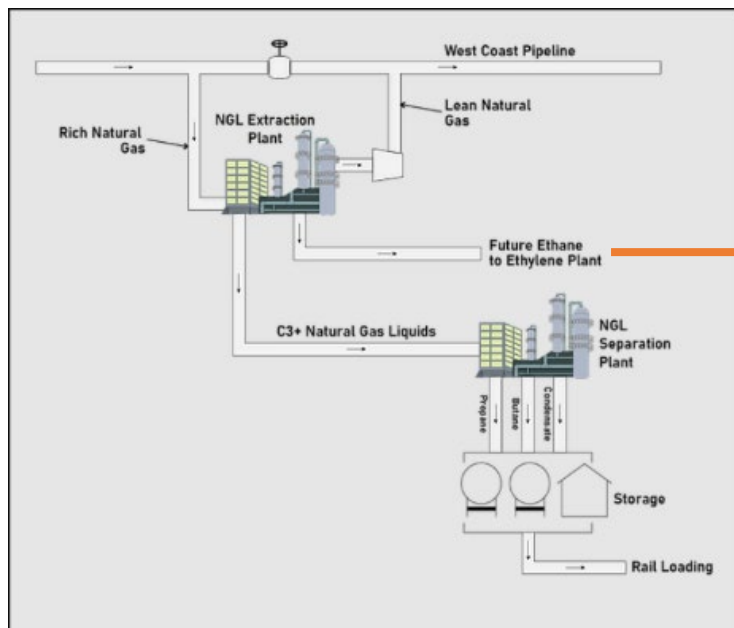 West Coast Pipeline
NGL Extraction
Plant
Lean Natural
Gas
Rich Natural
Gas
Future Ethane
to Ethylene Plant
C3+ Natural Gas Liquids
NGL
Separation
Plant
Propane
Butane
Condensate
Storage
Rail Loading